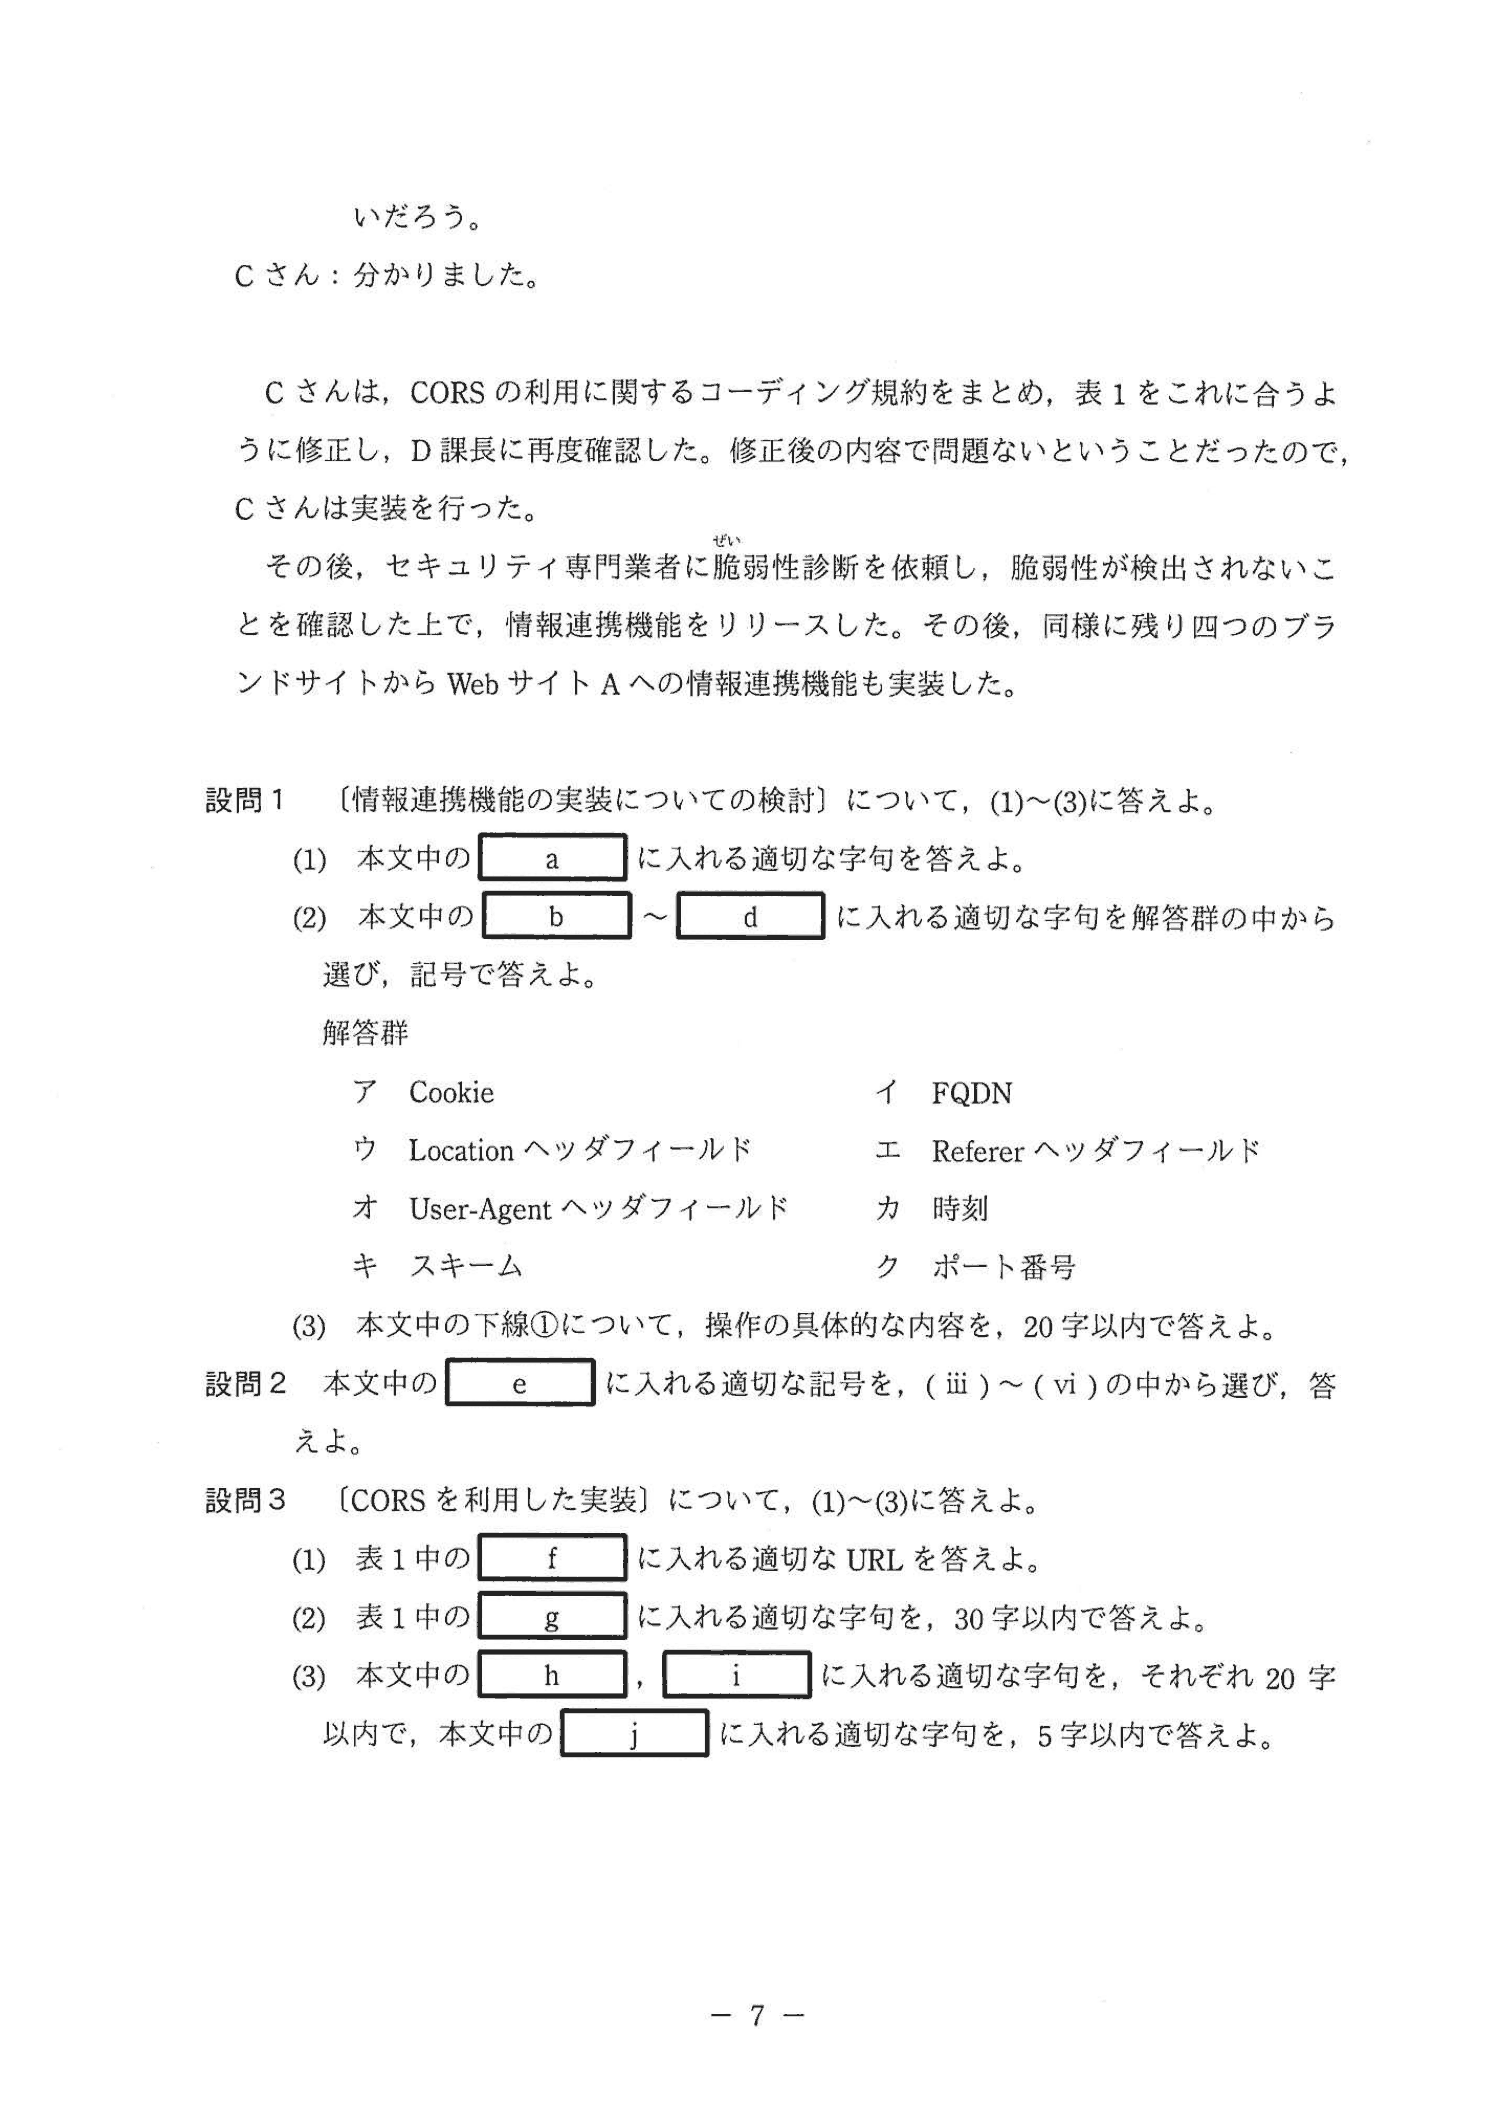 いだろう。
Cさん：分かりました。
Cさんは，CORSの利用に関するコーディング規約をまとめ，表1をこれに合うよ
うに修正し，D課長に再度確認した。修正後の内容で問題ないということだったので，
Cさんは実装を行った。
ぜい
その後，セキュリティ専門業者に脆弱性診断を依頼し，脆弱性が検出されないこ
とを確認した上で，情報連携機能をリリースした。その後，同様に残り四つのブラ
ンドサイトからWebサイトAへの情報連携機能も実装した。
設問1 〔情報連携機能の実装についての検討〕について，(1)～(3)に答えよ。
(1) 本文中の a に入れる適切な字句を答えよ。
(2) 本文中の b ～ d に入れる適切な字句を解答群の中から
選び，記号で答えよ。
解答群
ア Cookie イ FQDN
ウ Locationヘッダフィールド エ Refererヘッダフィールド
オ User-Agentヘッダフィールド カ 時刻
キ スキーム ク ポート番号
(3) 本文中の下線①について，操作の具体的な内容を，20字以内で答えよ。
設問2 本文中の e に入れる適切な記号を，(ⅲ)～(ⅵ)の中から選び，答
えよ。
設問3 〔CORSを利用した実装〕について，(1)～(3)に答えよ。
(1) 表1中の f に入れる適切なURLを答えよ。
(2) 表1中の g に入れる適切な字句を，30字以内で答えよ。
(3) 本文中の h ， i に入れる適切な字句を，それぞれ20字
以内で，本文中の j に入れる適切な字句を，5字以内で答えよ。
－ 7 －